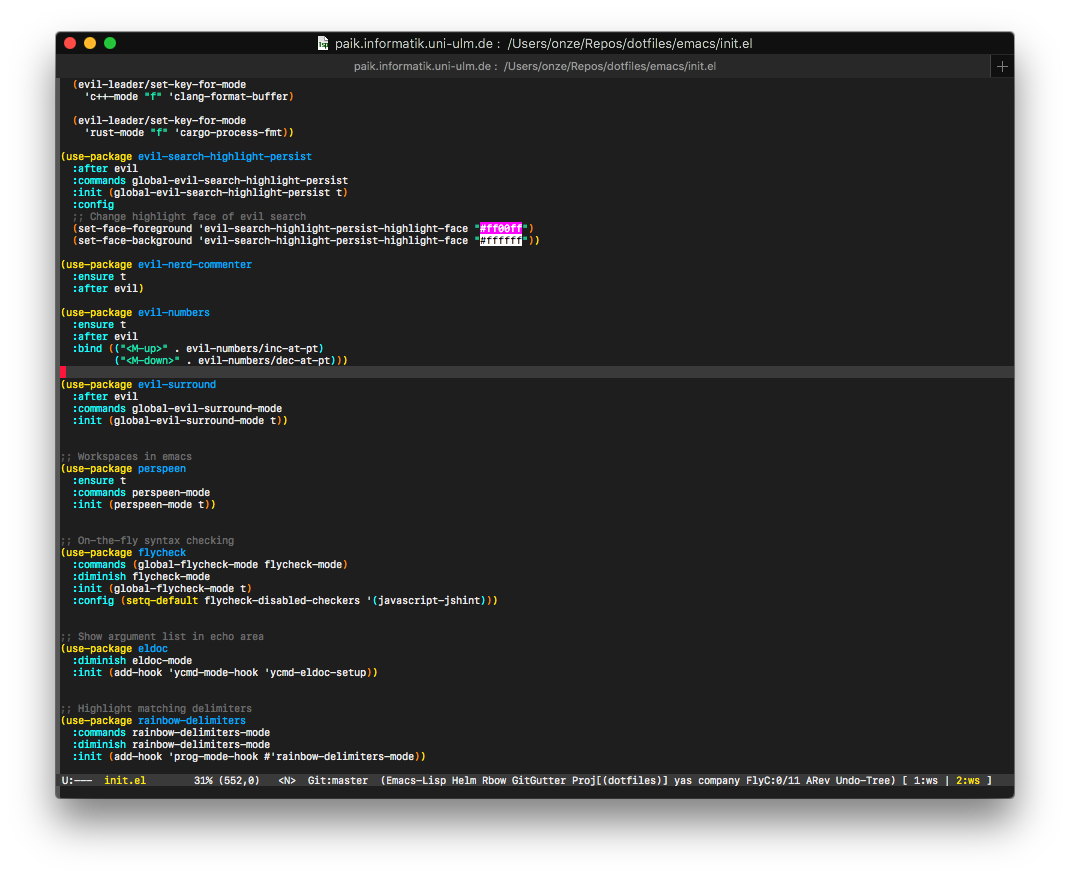 paik.informatik.uni-ulm.de : /Users/onze/Repos/dotfiles/emacs/init.el
paik.informatik.uni-ulm.de : /Users/onze/Repos/dotfiles/emacs/init.el
(evil-leader/set-key-for-mode
'c++-mode "f" 'clang-format-buffer)
(evil-leader/set-key-for-mode
'rust-mode "f" 'cargo-process-fmt))
(use-package evil-search-highlight-persist
:after evil
:commands global-evil-search-highlight-persist
:init (global-evil-search-highlight-persist t)
:config
;; Change highlight face of evil search
(set-face-foreground 'evil-search-highlight-persist-highlight-face "#ff00ff")
(set-face-background 'evil-search-highlight-persist-highlight-face "#ffffff"))
(use-package evil-nerd-commenter
:ensure t
:after evil)
(use-package evil-numbers
:ensure t
:after evil
:bind (("<M-up>" . evil-numbers/inc-at-pt)
("<M-down>" . evil-numbers/dec-at-pt)))
(use-package evil-surround
:after evil
:commands global-evil-surround-mode
:init (global-evil-surround-mode t))
;; Workspaces in emacs
(use-package perspeen
:ensure t
:commands perspeen-mode
:init (perspeen-mode t))
;; On-the-fly syntax checking
(use-package flycheck
:commands (global-flycheck-mode flycheck-mode)
:diminish flycheck-mode
:init (global-flycheck-mode t)
:config (setq-default flycheck-disabled-checkers '(javascript-jshint)))
;; Show argument list in echo area
(use-package eldoc
:diminish eldoc-mode
:init (add-hook 'ycmd-mode-hook 'ycmd-eldoc-setup))
;; Highlight matching delimiters
(use-package rainbow-delimiters
:commands rainbow-delimiters-mode
:diminish rainbow-delimiters-mode
:init (add-hook 'prog-mode-hook #'rainbow-delimiters-mode))
U:--- init.el 31% (552,0) <N> Git:master (Emacs-Lisp Helm Rbow GitGutter Proj[(dotfiles)] yas company FlyC:0/11 ARev Undo-Tree) [ 1:ws | 2:ws ]